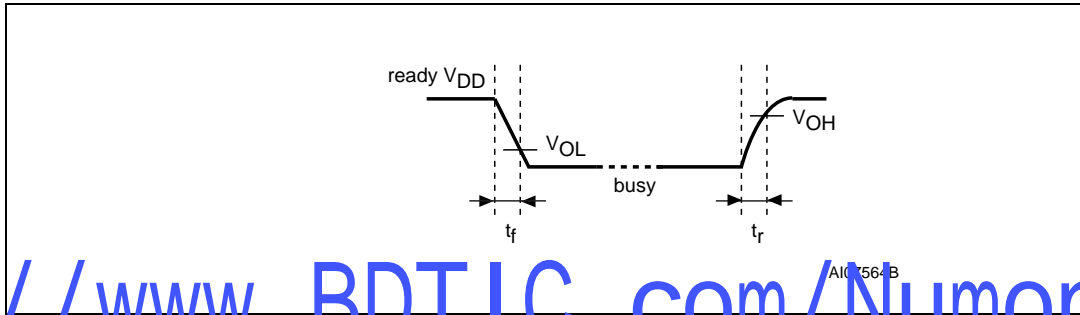 ready VDD
VOL
VOH
busy
tf
tr
AI07564B
//www.BDTIC.com/Numon